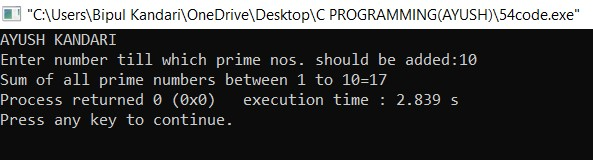 "C:\Users\Bipul Kandari\OneDrive\Desktop\C PROGRAMMING(AYUSH)\54code.exe"
AYUSH KANDARI
Enter number till which prime nos. should be added:10
Sum of all prime numbers between 1 to 10=17
Process returned 0 (0x0)   execution time : 2.839 s
Press any key to continue.